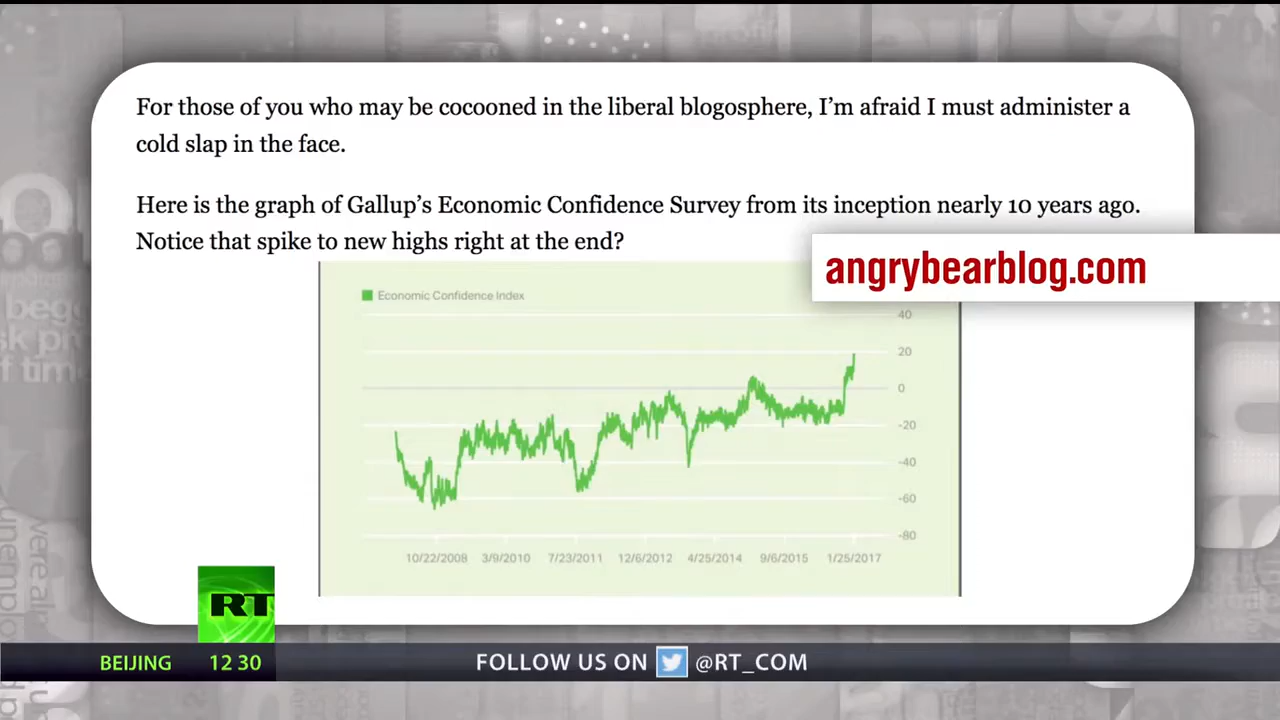 For those of you who may be cocooned in the liberal blogosphere, I'm afraid I must administer a
cold slap in the face.
Here is the graph of Gallup's Economic Confidence Survey from its inception nearly 10 years ago.
Notice that spike to new highs right at the end?
angrybearblog.com
Economic Confidence Index
40
20
0
-20
-40
-60
-80
10/22/2008 3/9/2010 7/23/2011 12/6/2012 4/25/2014 9/6/2015 1/25/2017
RT
BEIJING 12 30 FOLLOW US ON @RT_COM